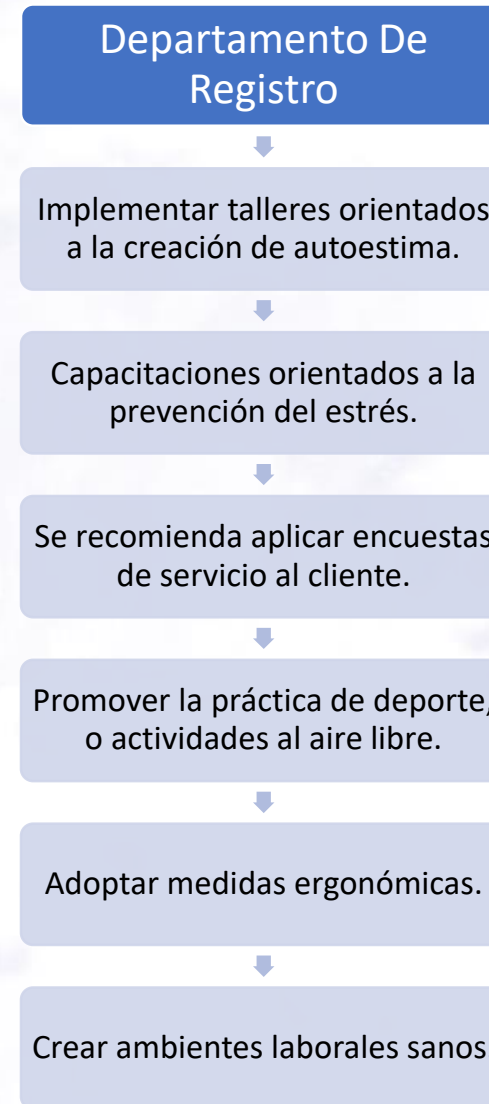 Departamento De
Registro
Implementar talleres orientados
a la creación de autoestima.
Capacitaciones orientados a la
prevención del estrés.
Se recomienda aplicar encuestas
de servicio al cliente.
Promover la práctica de deporte,
o actividades al aire libre.
Adoptar medidas ergonómicas.
Crear ambientes laborales sanos